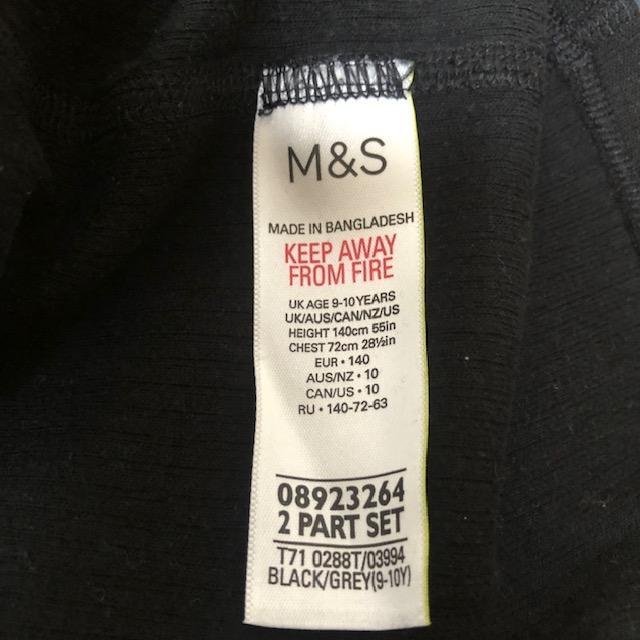 M&S
MADE IN BANGLADESH
KEEP AWAY
FROM FIRE
UK AGE 9-10 YEARS
UK/AUS/CAN/NZ/US
HEIGHT 140cm 55in
CHEST 72cm 28½in
EUR • 140
AUS/NZ • 10
CAN/US • 10
RU • 140-72-63
08923264
2 PART SET
T71 0288T/03994
BLACK/GREY(9-10Y)